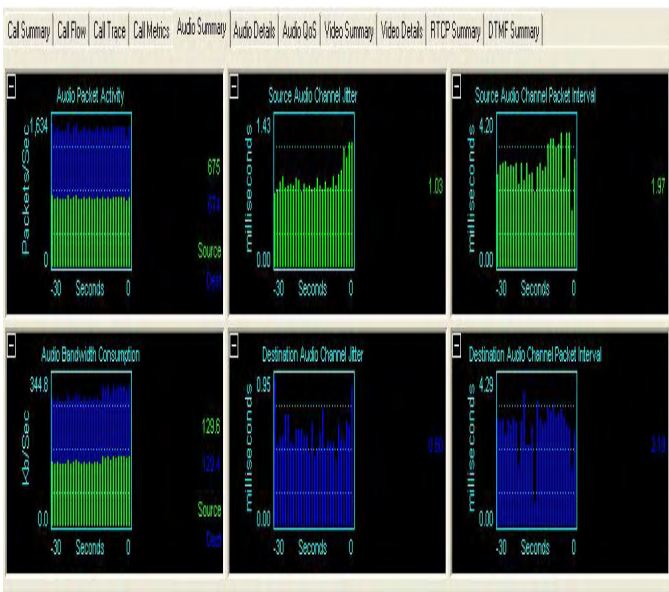 Call Summary Call Flow Call Trace Call Metrics Audio Summary Audio Details Audio QoS Video Summary Video Details RTCP Summary DTMF Summary
Audio Packet Activity
Packets/Sec
1,634
0
675
674
Source
Dest
-30 Seconds 0
Source Audio Channel Jitter
milliseconds
1.43
0.00
1.03
-30 Seconds 0
Source Audio Channel Packet Interval
milliseconds
4.20
0.00
1.97
-30 Seconds 0
Audio Bandwidth Consumption
Kb/Sec
344.8
0.0
129.6
129.4
Source
Dest
-30 Seconds 0
Destination Audio Channel Jitter
milliseconds
0.95
0.00
-30 Seconds 0
Destination Audio Channel Packet Interval
milliseconds
4.29
0.00
-30 Seconds 0